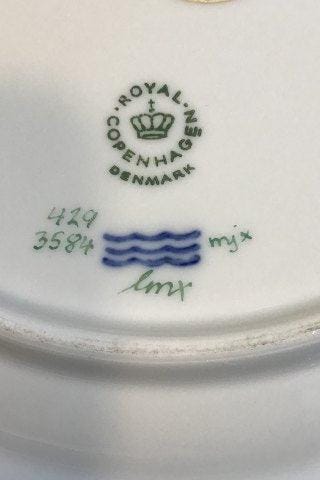 ROYAL
COPENHAGEN
DENMARK
429
3584
mjx
lmx